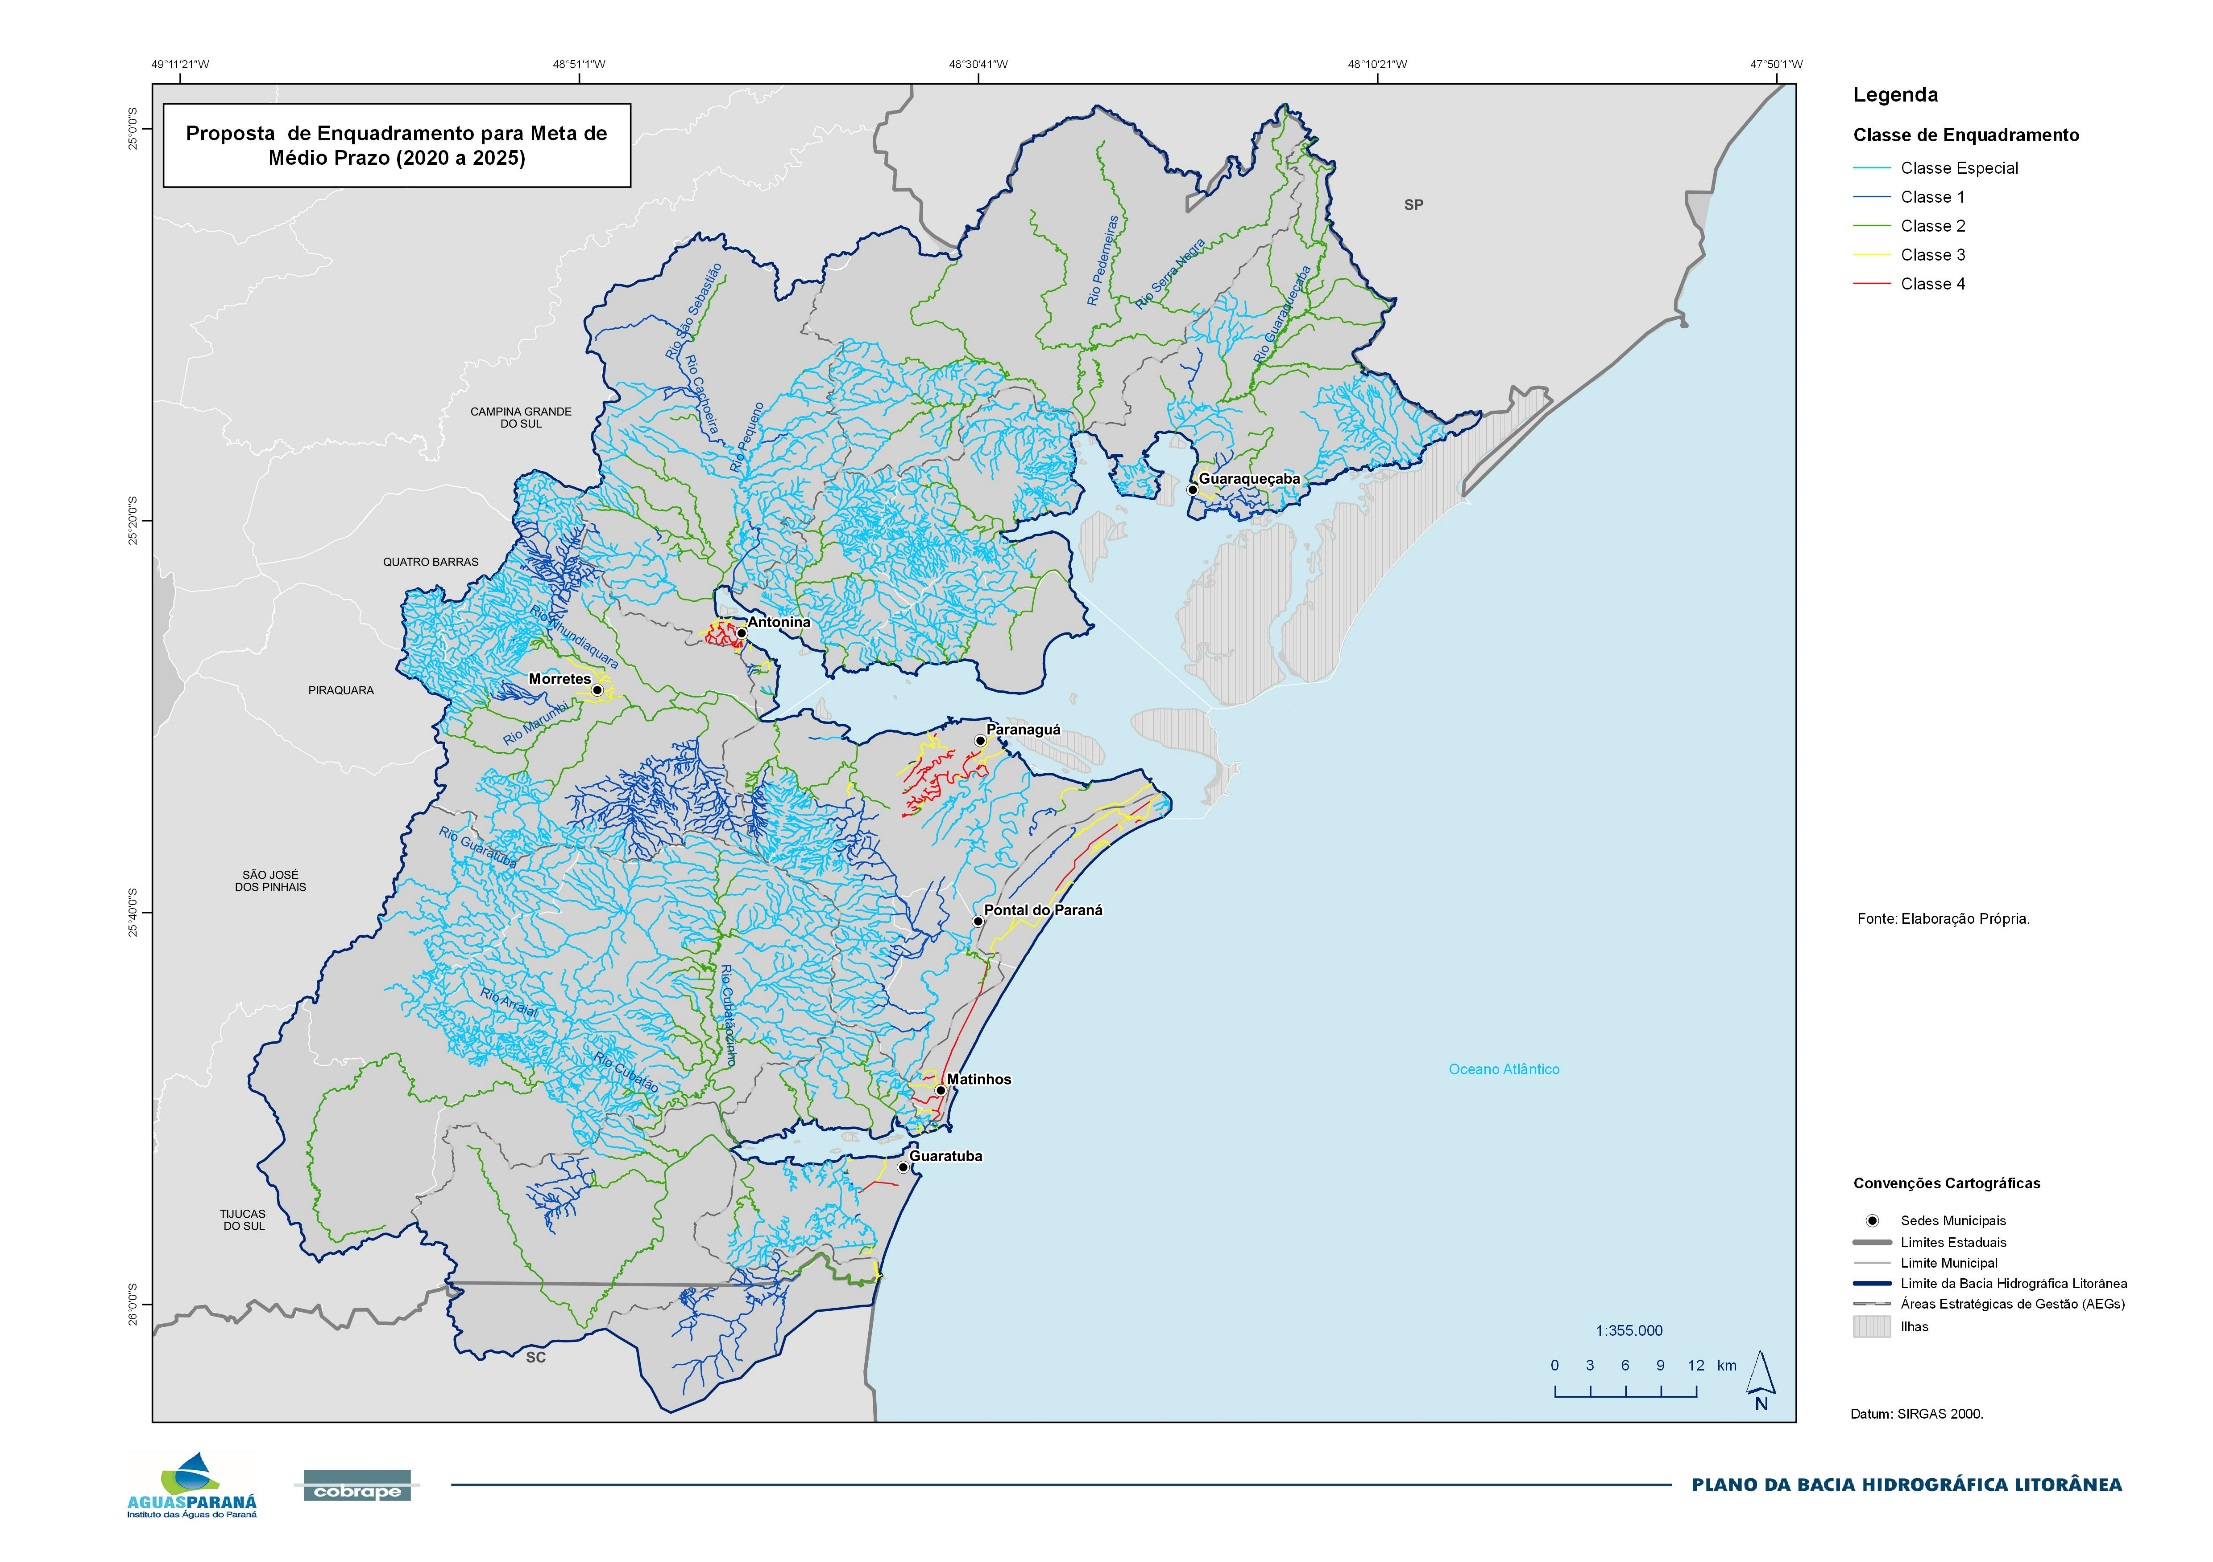 49°11'21"W
48°51'1"W
48°30'41"W
48°10'21"W
47°50'1"W
25°0'0"S
25°20'0"S
25°40'0"S
26°0'0"S
Proposta de Enquadramento para Meta de
Médio Prazo (2020 a 2025)
SP
Rio São Sebastião
Rio Cachoeira
Rio Pequeno
Rio Pederneiras
Rio Serra Negra
Rio Guaraqueçaba
CAMPINA GRANDE
DO SUL
Guaraqueçaba
QUATRO BARRAS
Rio Nhundiaquara
Antonina
Morretes
PIRAQUARA
Rio Marumbi
Paranaguá
Rio Guaratuba
SÃO JOSÉ
DOS PINHAIS
Pontal do Paraná
Rio Arraial
Rio Cubatãozinho
Rio Cubatão
Matinhos
Oceano Atlântico
Guaratuba
TIJUCAS
DO SUL
SC
1:355.000
0 3 6 9 12 km
N
Legenda
Classe de Enquadramento
Classe Especial
Classe 1
Classe 2
Classe 3
Classe 4
Fonte: Elaboração Própria.
Convenções Cartográficas
Sedes Municipais
Limites Estaduais
Limite Municipal
Limite da Bacia Hidrográfica Litorânea
Áreas Estratégicas de Gestão (AEGs)
Ilhas
Datum: SIRGAS 2000.
AGUASPARANÁ
Instituto das Águas do Paraná
cobrape
PLANO DA BACIA HIDROGRÁFICA LITORÂNEA